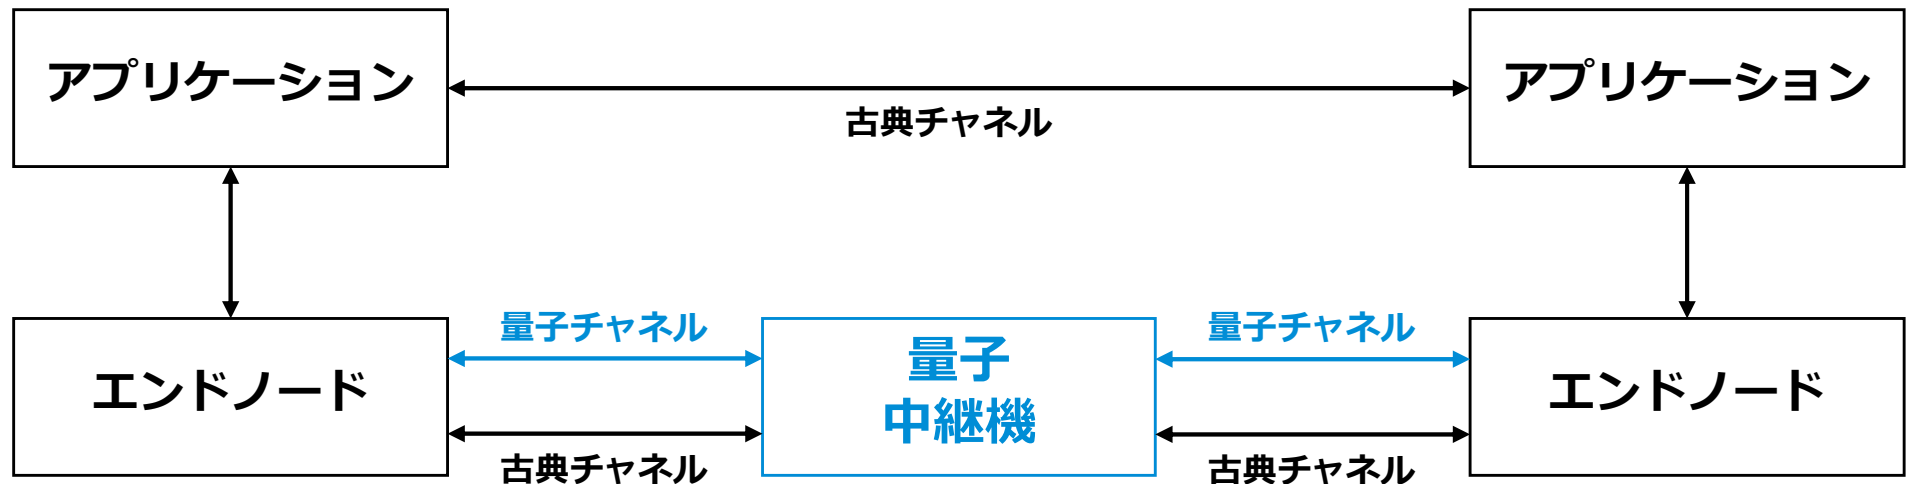 アプリケーション
アプリケーション
古典チャネル
量子チャネル
量子チャネル
エンドノード
量子
中継機
エンドノード
古典チャネル
古典チャネル